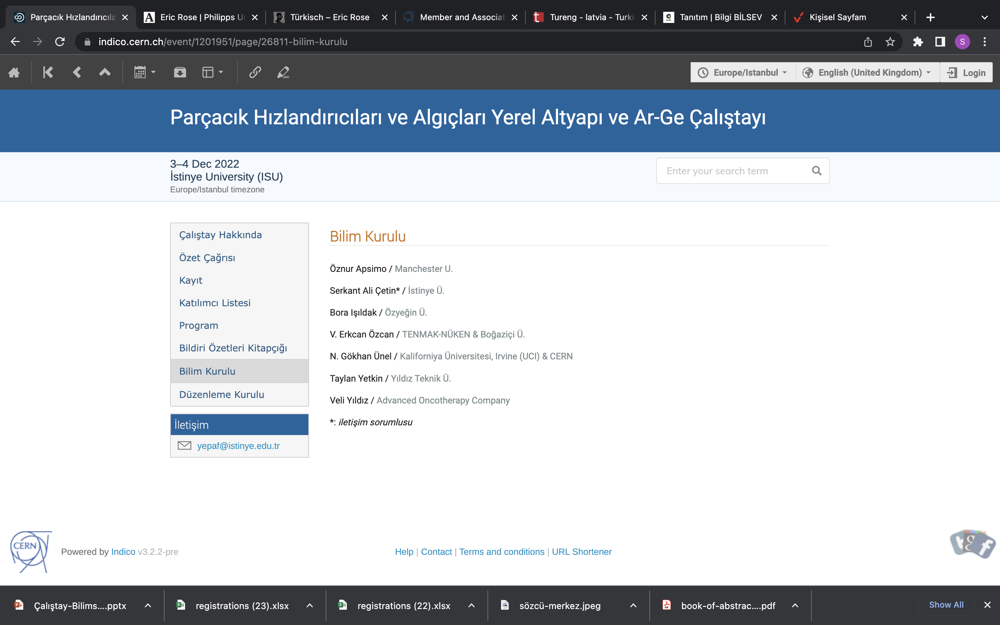 Parçacık Hızlandırıcıla
Eric Rose | Philipps Ur
Türkisch – Eric Rose
Member and Associat
Tureng - latvia - Turki
Tanıtım | Bilgi BİLSEV
Kişisel Sayfam
indico.cern.ch/event/1201951/page/26811-bilim-kurulu
S
Europe/Istanbul
English (United Kingdom)
Login
Parçacık Hızlandırıcıları ve Algıçları Yerel Altyapı ve Ar-Ge Çalıştayı
3–4 Dec 2022
İstinye University (ISU)
Europe/Istanbul timezone
Enter your search term
Çalıştay Hakkında
Özet Çağrısı
Kayıt
Katılımcı Listesi
Program
Bildiri Özetleri Kitapçığı
Bilim Kurulu
Düzenleme Kurulu
İletişim
yepaf@istinye.edu.tr
Bilim Kurulu
Öznur Apsimo / Manchester U.
Serkant Ali Çetin* / İstinye Ü.
Bora Işıldak / Özyeğin Ü.
V. Erkcan Özcan / TENMAK-NÜKEN & Boğaziçi Ü.
N. Gökhan Ünel / Kaliforniya Üniversitesi, Irvine (UCI) & CERN
Taylan Yetkin / Yıldız Teknik Ü.
Veli Yıldız / Advanced Oncotherapy Company
*: iletişim sorumlusu
CERN
Powered by Indico v3.2.2-pre
Help | Contact | Terms and conditions | URL Shortener
Çalıştay-Bilims....pptx
registrations (23).xlsx
registrations (22).xlsx
sözcü-merkez.jpeg
book-of-abstrac....pdf
Show All